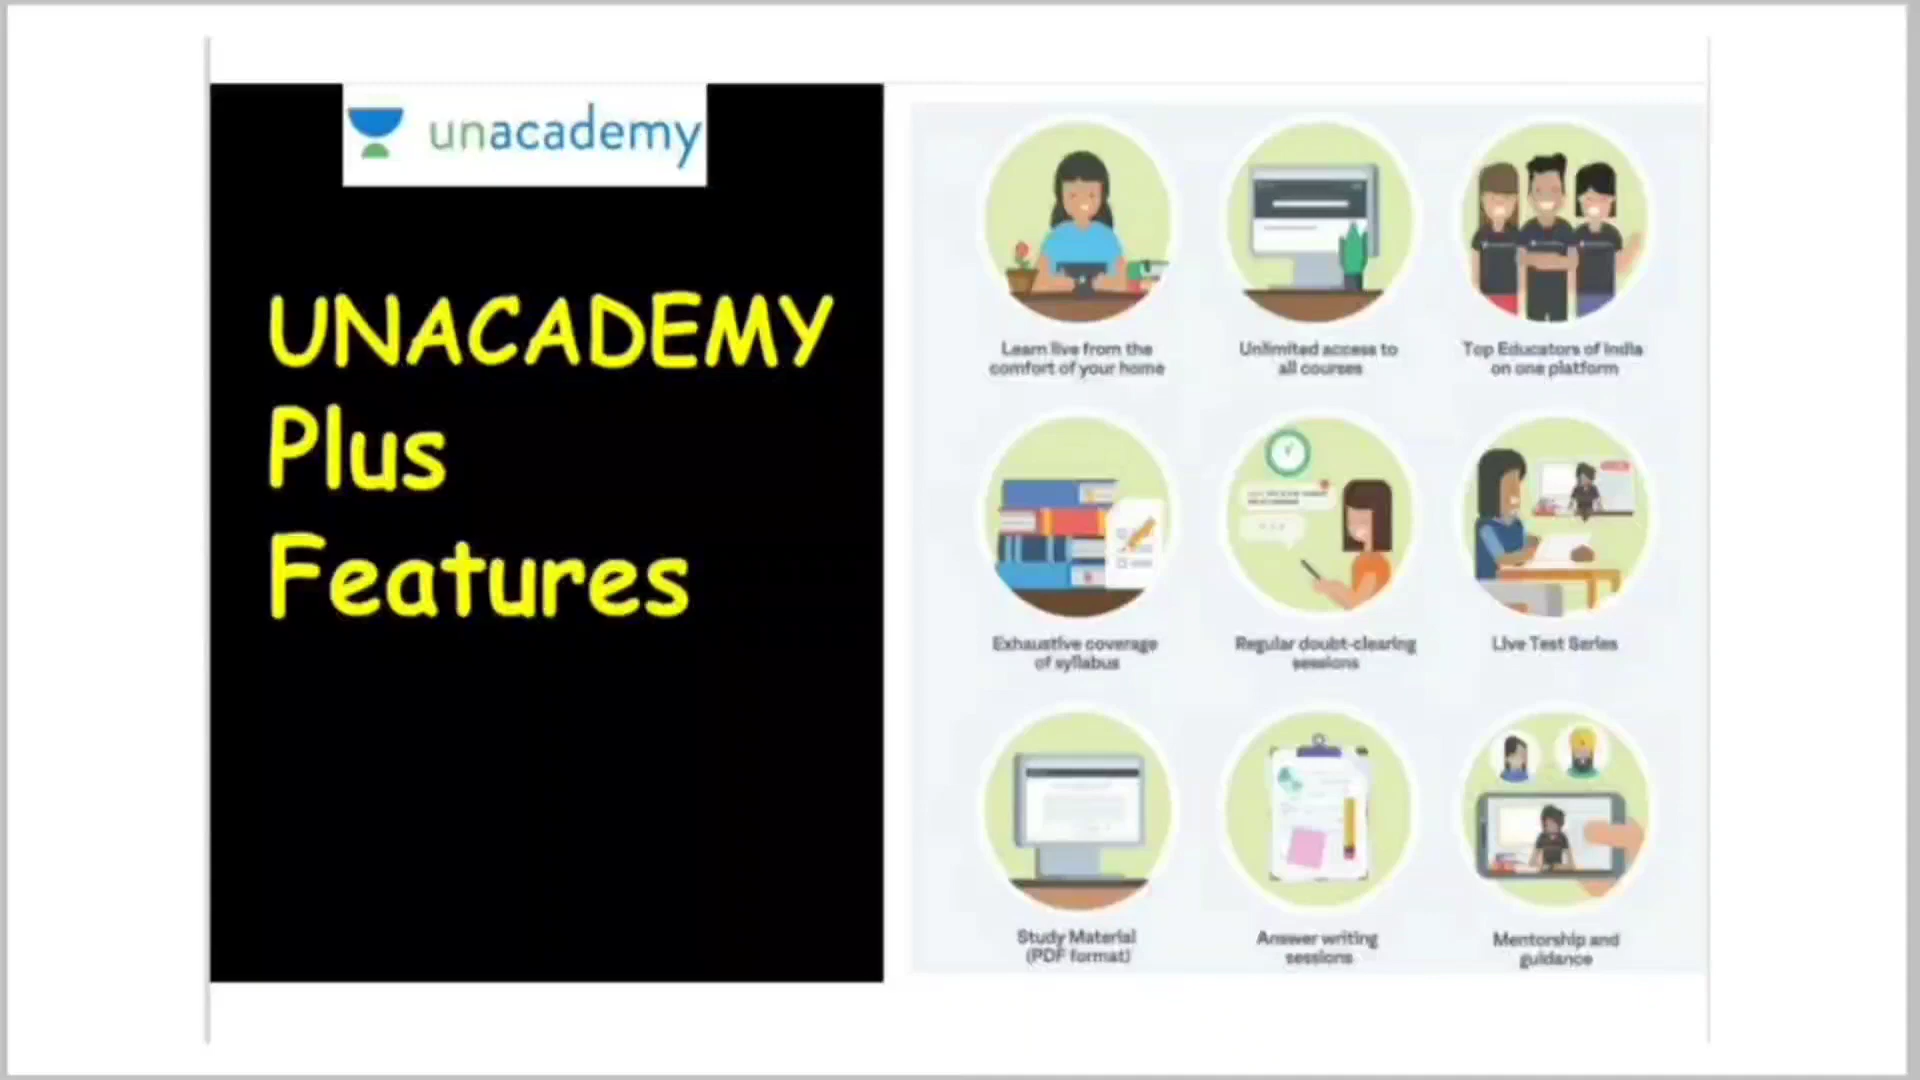 unacademy
UNACADEMY
Plus
Features
Learn live from the
comfort of your home
Unlimited access to
all courses
Top Educators of India
on one platform
Exhaustive coverage
of syllabus
Regular doubt-clearing
sessions
Live Test Series
Study Material
(PDF format)
Answer writing
sessions
Mentorship and
guidance